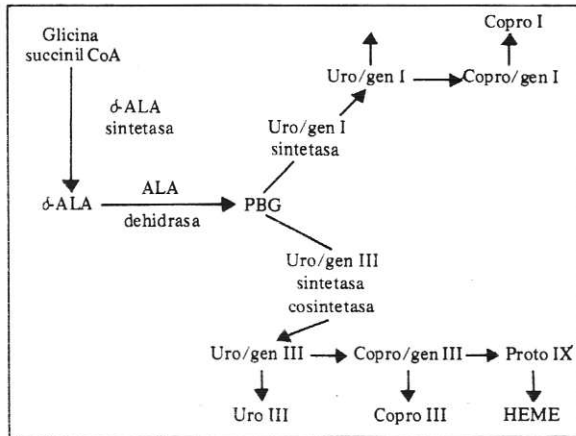 Copro I
Glicina
succinil CoA
Uro/gen I
Copro/gen I
δ-ALA
sintetasa
Uro/gen I
sintetasa
δ-ALA
ALA
dehidrasa
PBG
Uro/gen III
sintetasa
cosintetasa
Uro/gen III
Copro/gen III
Proto IX
Uro III
Copro III
HEME